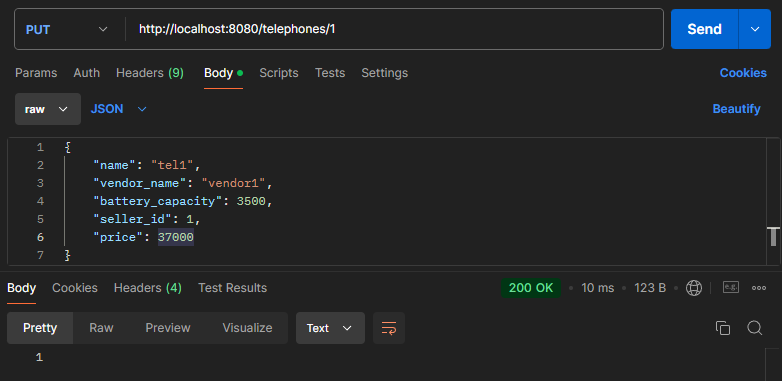 PUT http://localhost:8080/telephones/1 Send
Params Auth Headers (9) Body Scripts Tests Settings Cookies
raw JSON Beautify
1 {
2 "name": "tel1",
3 "vendor_name": "vendor1",
4 "battery_capacity": 3500,
5 "seller_id": 1,
6 "price": 37000
7 }
Body Cookies Headers (4) Test Results 200 OK • 10 ms • 123 B e.g.
Pretty Raw Preview Visualize Text
1